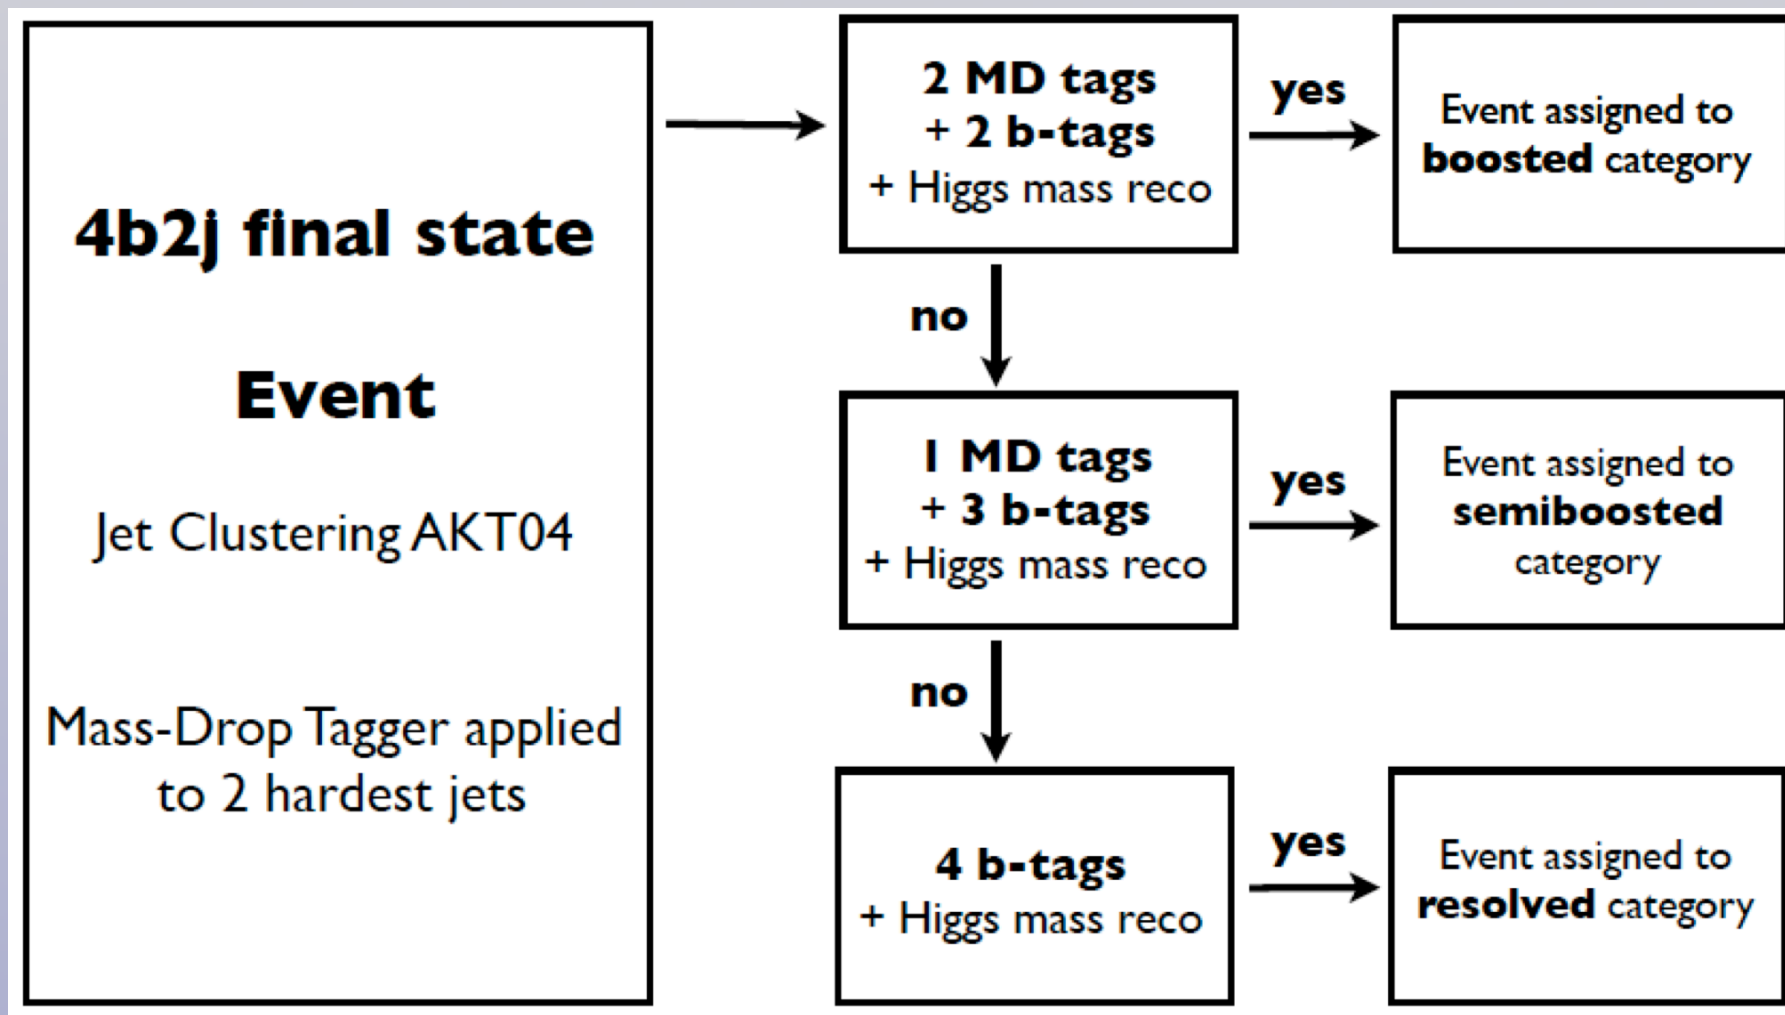 4b2j final state
Event
Jet Clustering AKT04
Mass-Drop Tagger applied
to 2 hardest jets
2 MD tags
+ 2 b-tags
+ Higgs mass reco
yes
Event assigned to
boosted category
no
1 MD tags
+ 3 b-tags
+ Higgs mass reco
yes
Event assigned to
semiboosted
category
no
4 b-tags
+ Higgs mass reco
yes
Event assigned to
resolved category